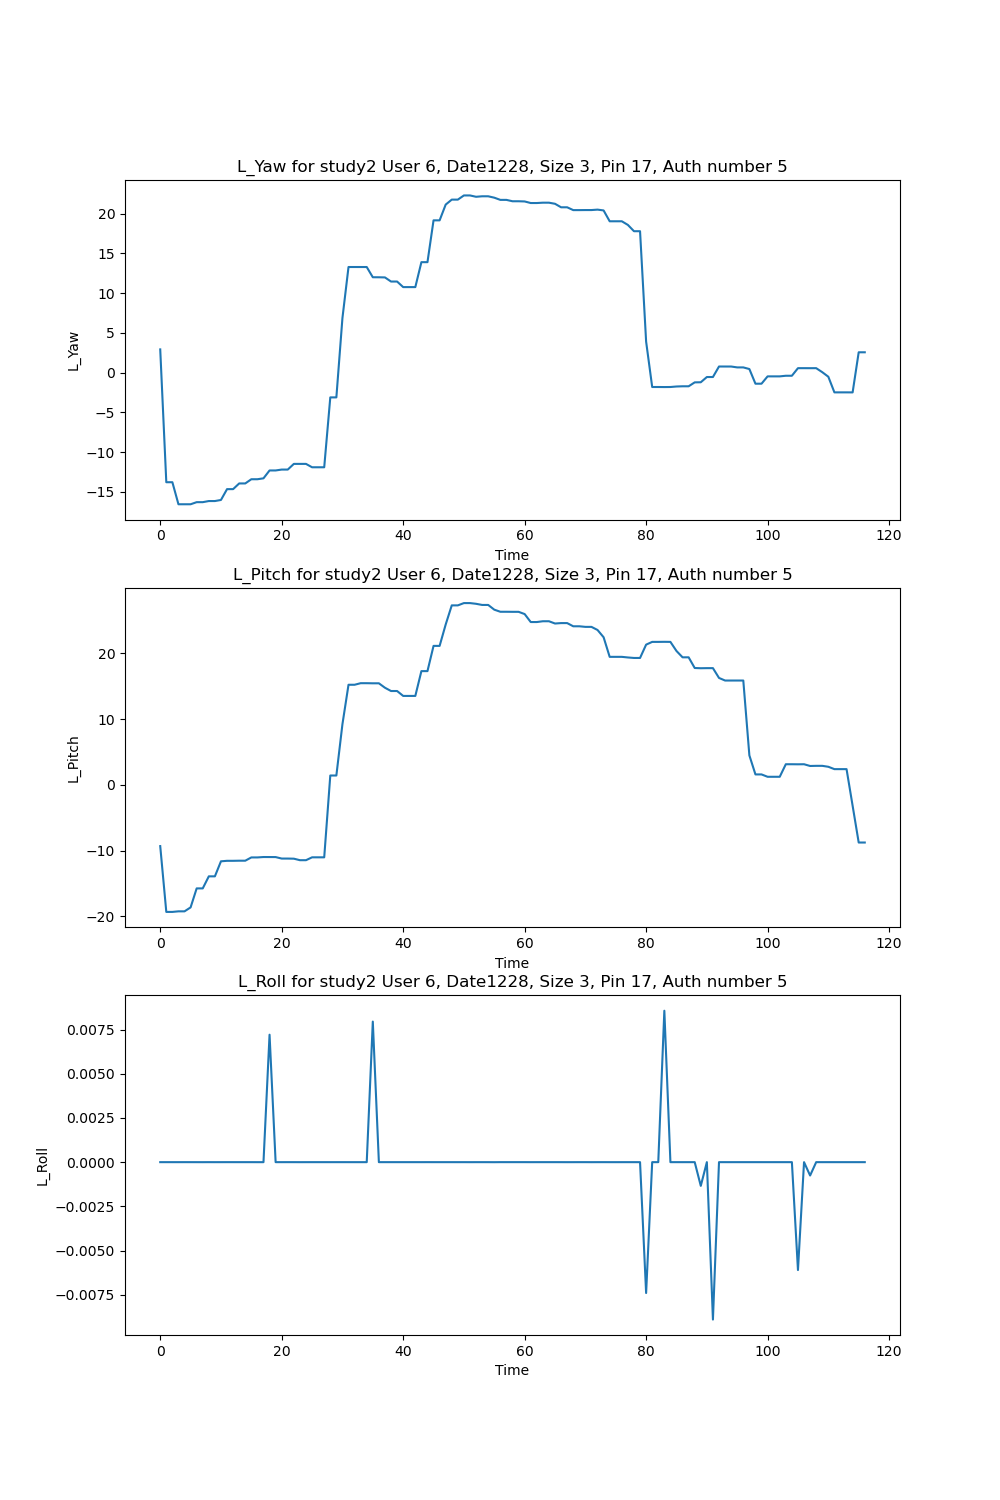 L_Yaw for study2 User 6, Date1228, Size 3, Pin 17, Auth number 5
20
15
10
5
0
−5
−10
−15
L_Yaw
0 20 40 60 80 100 120
Time
L_Pitch for study2 User 6, Date1228, Size 3, Pin 17, Auth number 5
20
10
0
−10
−20
L_Pitch
0 20 40 60 80 100 120
Time
L_Roll for study2 User 6, Date1228, Size 3, Pin 17, Auth number 5
0.0075
0.0050
0.0025
0.0000
−0.0025
−0.0050
−0.0075
L_Roll
0 20 40 60 80 100 120
Time